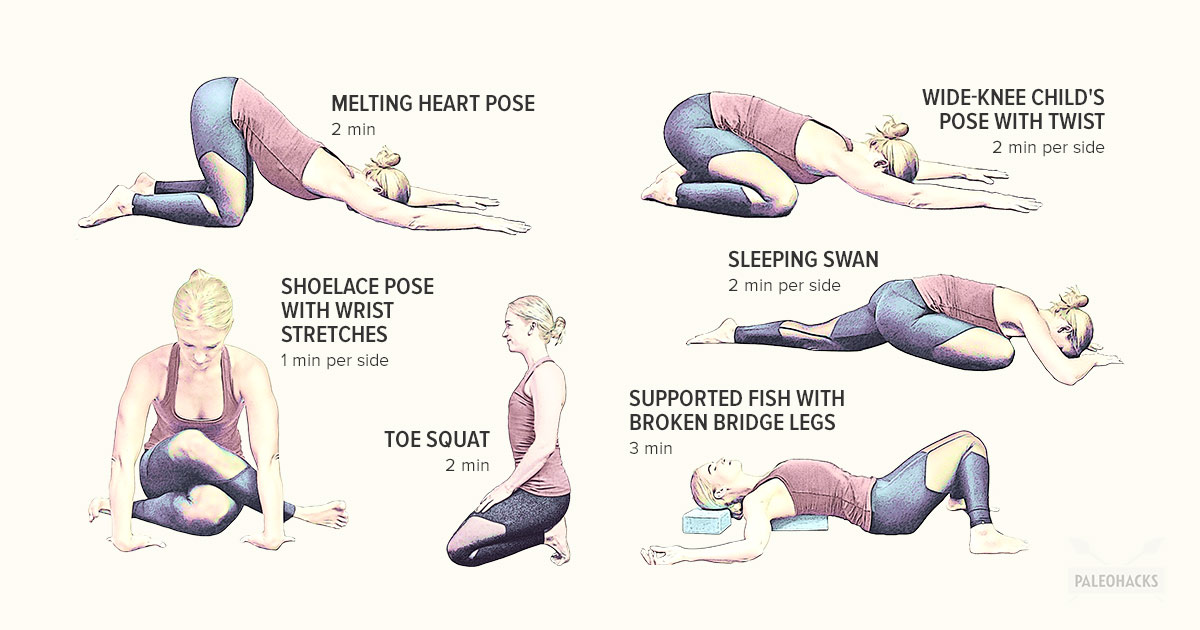 MELTING HEART POSE
2 min
WIDE-KNEE CHILD'S
POSE WITH TWIST
2 min per side
SHOELACE POSE
WITH WRIST
STRETCHES
1 min per side
SLEEPING SWAN
2 min per side
TOE SQUAT
2 min
SUPPORTED FISH WITH
BROKEN BRIDGE LEGS
3 min
PALEOHACKS